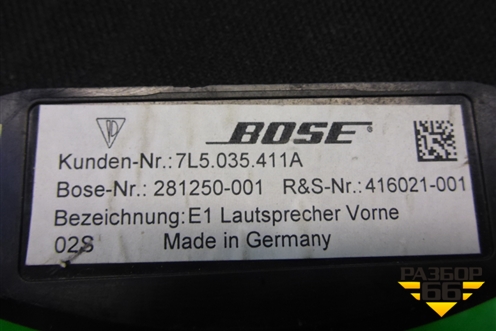 BOSE
Kunden-Nr.:7L5.035.411A
Bose-Nr.: 281250-001 R&S-Nr.:416021-001
Bezeichnung:E1 Lautsprecher Vorne
02S Made in Germany
РАЗБОР
66